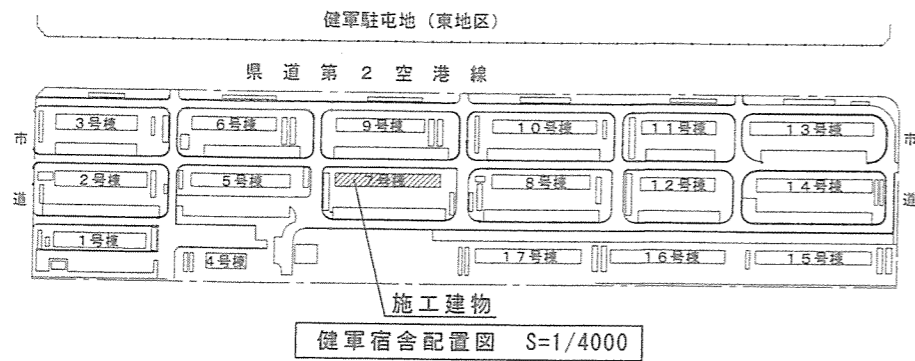 健軍駐屯地（東地区）
県道第２空港線
市道
市道
３号棟
６号棟
９号棟
１０号棟
１１号棟
１３号棟
２号棟
５号棟
７号棟
８号棟
１２号棟
１４号棟
１号棟
４号棟
１７号棟
１６号棟
１５号棟
施工建物
健軍宿舎配置図　S=1/4000